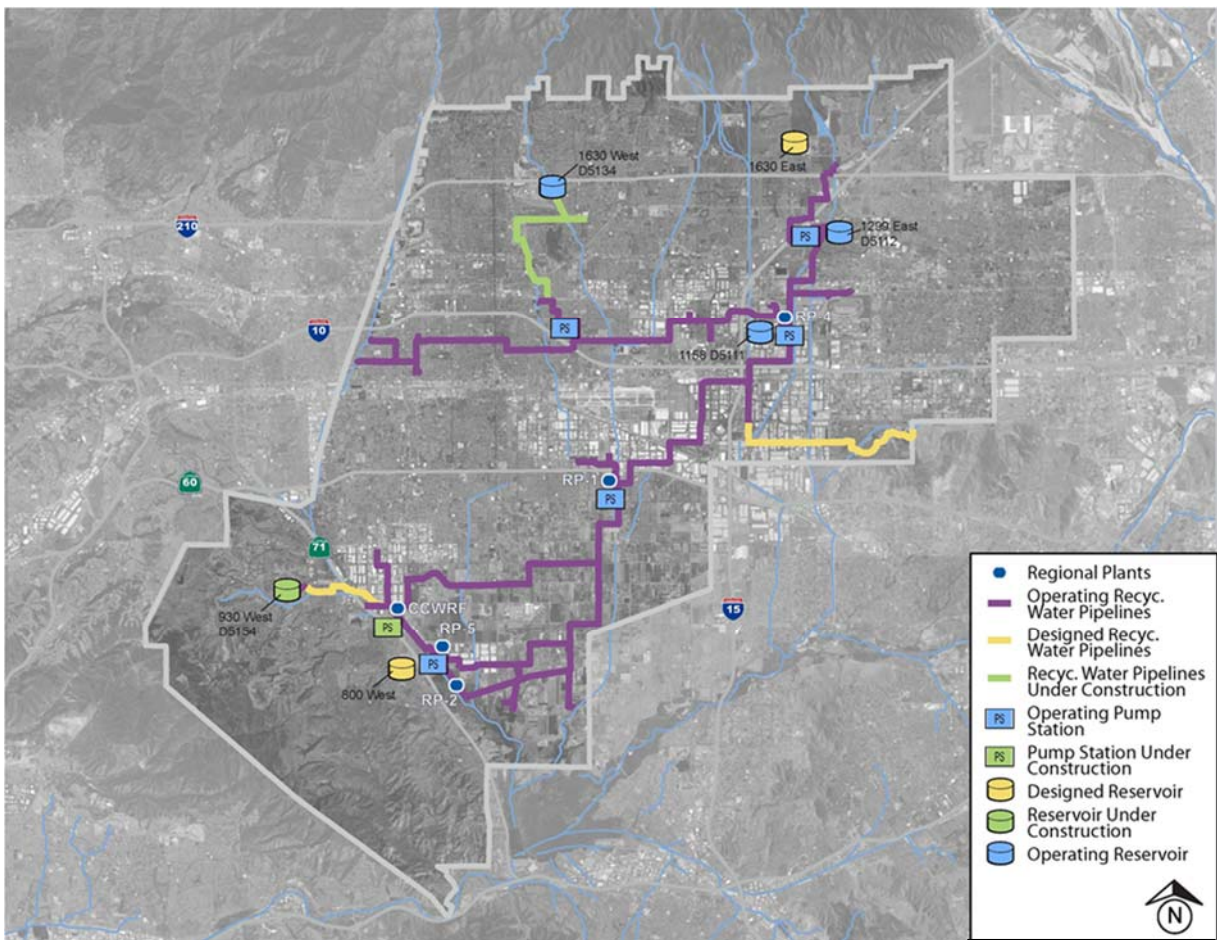 1630 West
D5134
1630 East
210
PS
1299 East
D5112
10
PS
RP-4
PS
1158 D5111
RP-1
60
PS
71
930 West
D5154
CCWRF
PS
RP-5
PS
800 West
RP-2
15
Regional Plants
Operating Recyc.
Water Pipelines
Designed Recyc.
Water Pipelines
Recyc. Water Pipelines
Under Construction
PS
Operating Pump
Station
PS
Pump Station Under
Construction
Designed Reservoir
Reservoir Under
Construction
Operating Reservoir
N